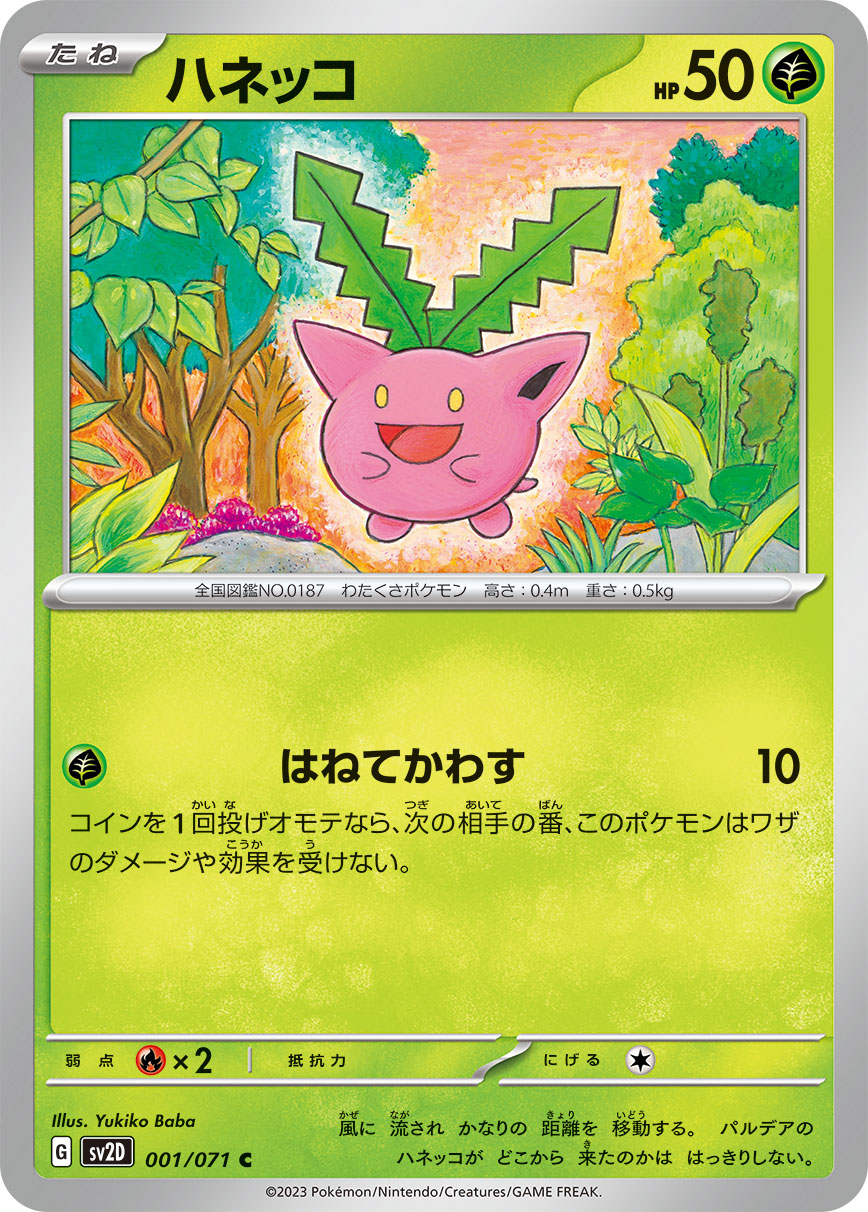 たね
ハネッコ
HP 50
全国図鑑NO.0187 わたくさポケモン 高さ：0.4m 重さ：0.5kg
はねてかわす 10
コインを1回投げオモテなら、次の相手の番、このポケモンはワザ
のダメージや効果を受けない。
弱点 ×2 抵抗力 にげる
Illus. Yukiko Baba
風に 流され かなりの 距離を 移動する。 パルデアの
ハネッコが どこから 来たのかは はっきりしない。
G sv2D 001/071 C
©2023 Pokémon/Nintendo/Creatures/GAME FREAK.